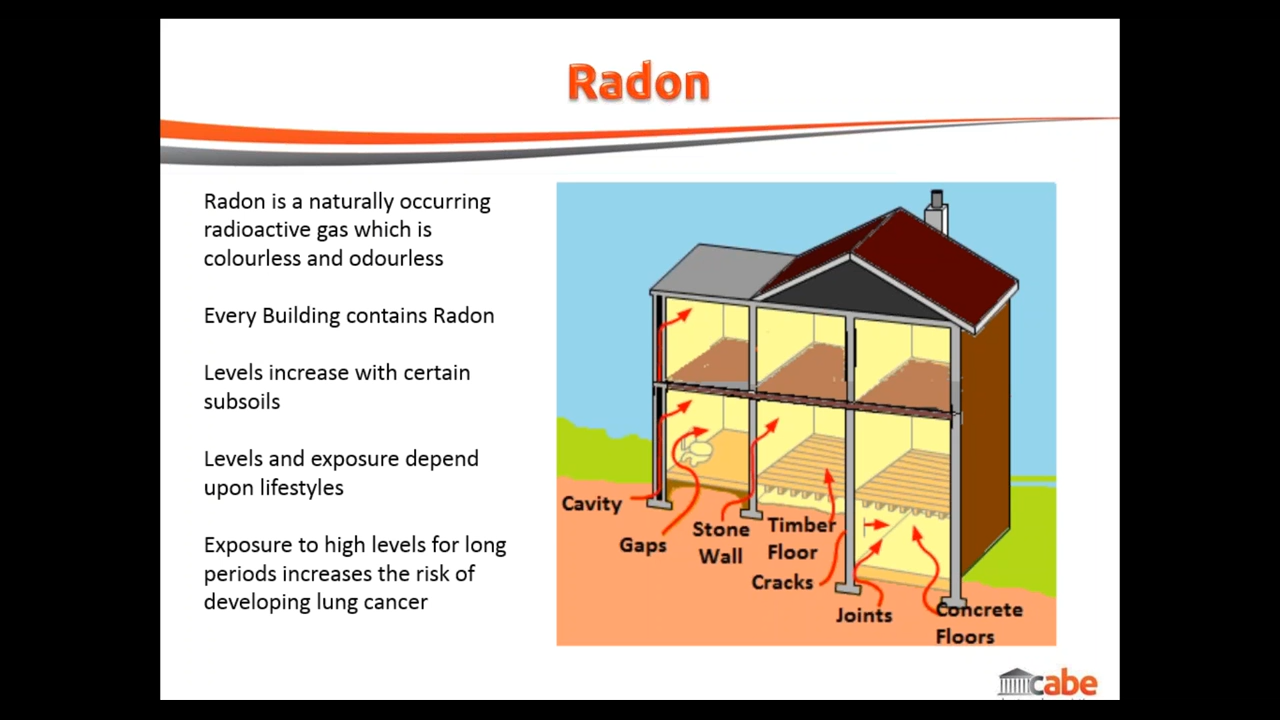 Radon
Radon is a naturally occurring
radioactive gas which is
colourless and odourless
Every Building contains Radon
Levels increase with certain
subsoils
Levels and exposure depend
upon lifestyles
Exposure to high levels for long
periods increases the risk of
developing lung cancer
Cavity
Gaps
Stone
Wall
Timber
Floor
Cracks
Joints
Concrete
Floors
cabe